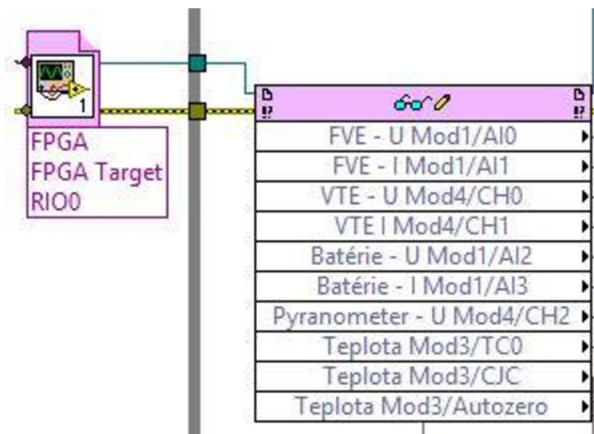 1
FPGA
FPGA Target
RIO0
FVE - U Mod1/AI0
FVE - I Mod1/AI1
VTE - U Mod4/CH0
VTE I Mod4/CH1
Batérie - U Mod1/AI2
Batérie - I Mod1/AI3
Pyranometer - U Mod4/CH2
Teplota Mod3/TC0
Teplota Mod3/CJC
Teplota Mod3/Autozero